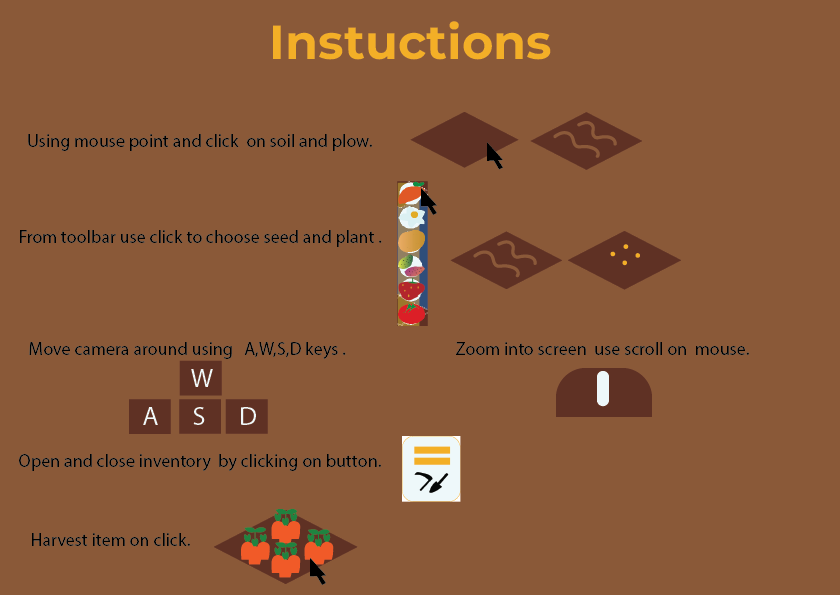 Instuctions
Using mouse point and click on soil and plow.
From toolbar use click to choose seed and plant .
Move camera around using A,W,S,D keys .
Zoom into screen use scroll on mouse.
W
A S D
Open and close inventory by clicking on button.
Harvest item on click.